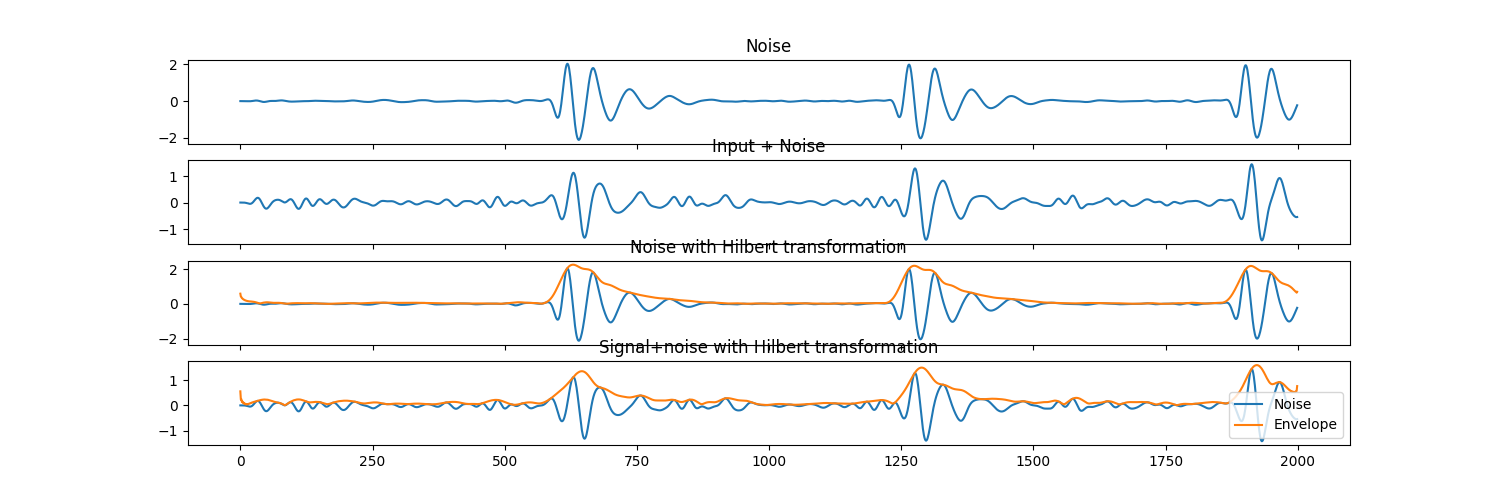 Noise
2
0
−2
Input + Noise
1
0
−1
Noise with Hilbert transformation
2
0
−2
Signal+noise with Hilbert transformation
1
0
−1
Noise
Envelope
0 250 500 750 1000 1250 1500 1750 2000